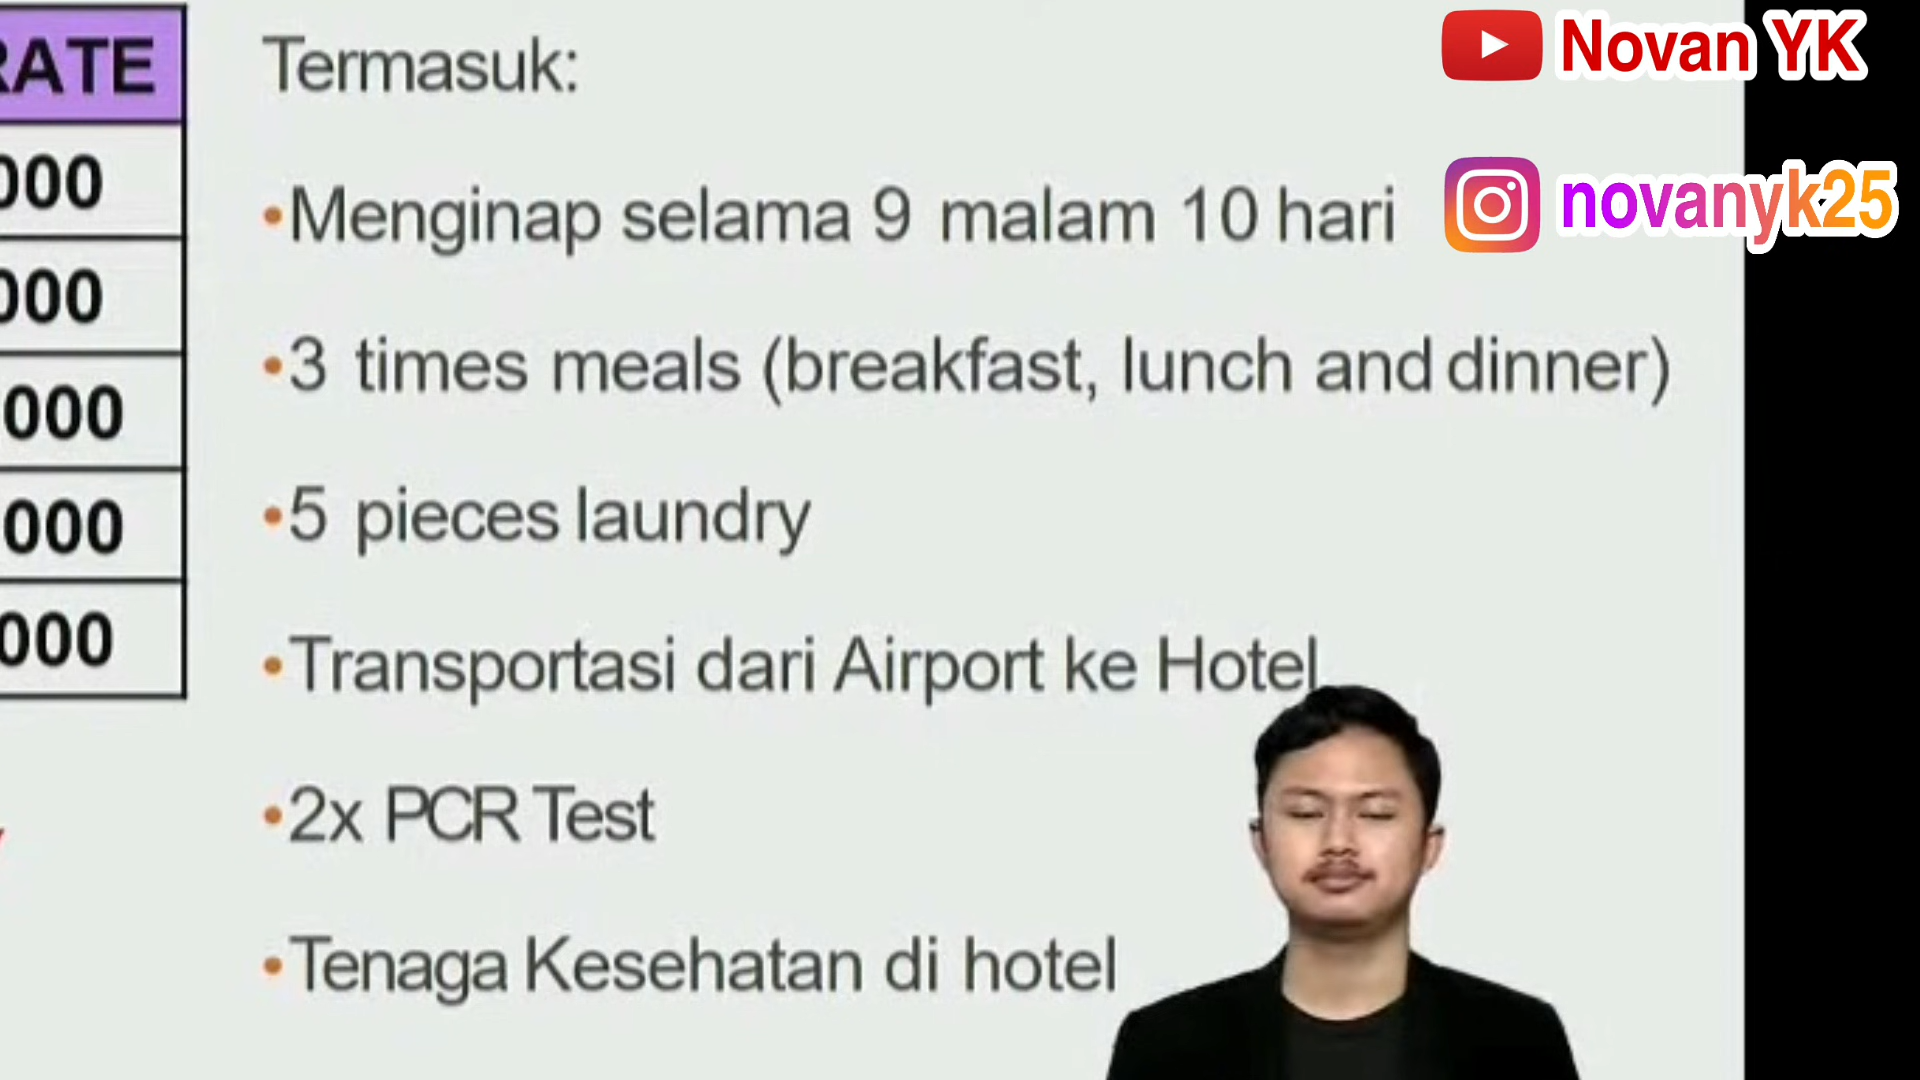 RATE
000
000
000
000
000
Termasuk:
•Menginap selama 9 malam 10 hari
•3 times meals (breakfast, lunch and dinner)
•5 pieces laundry
•Transportasi dari Airport ke Hotel
•2x PCR Test
•Tenaga Kesehatan di hotel
Novan YK
novanyk25